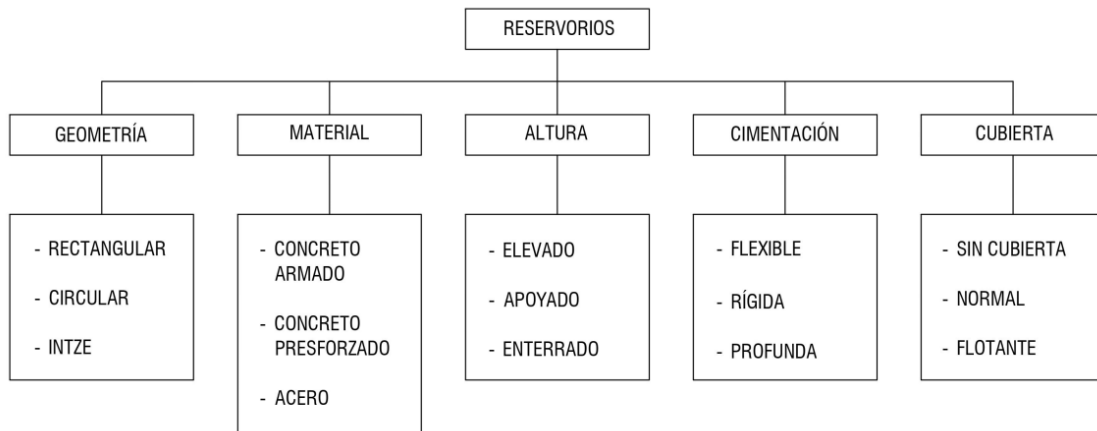 RESERVORIOS
GEOMETRÍA
MATERIAL
ALTURA
CIMENTACIÓN
CUBIERTA
- RECTANGULAR
- CIRCULAR
- INTZE
- CONCRETO
ARMADO
- CONCRETO
PRESFORZADO
- ACERO
- ELEVADO
- APOYADO
- ENTERRADO
- FLEXIBLE
- RÍGIDA
- PROFUNDA
- SIN CUBIERTA
- NORMAL
- FLOTANTE